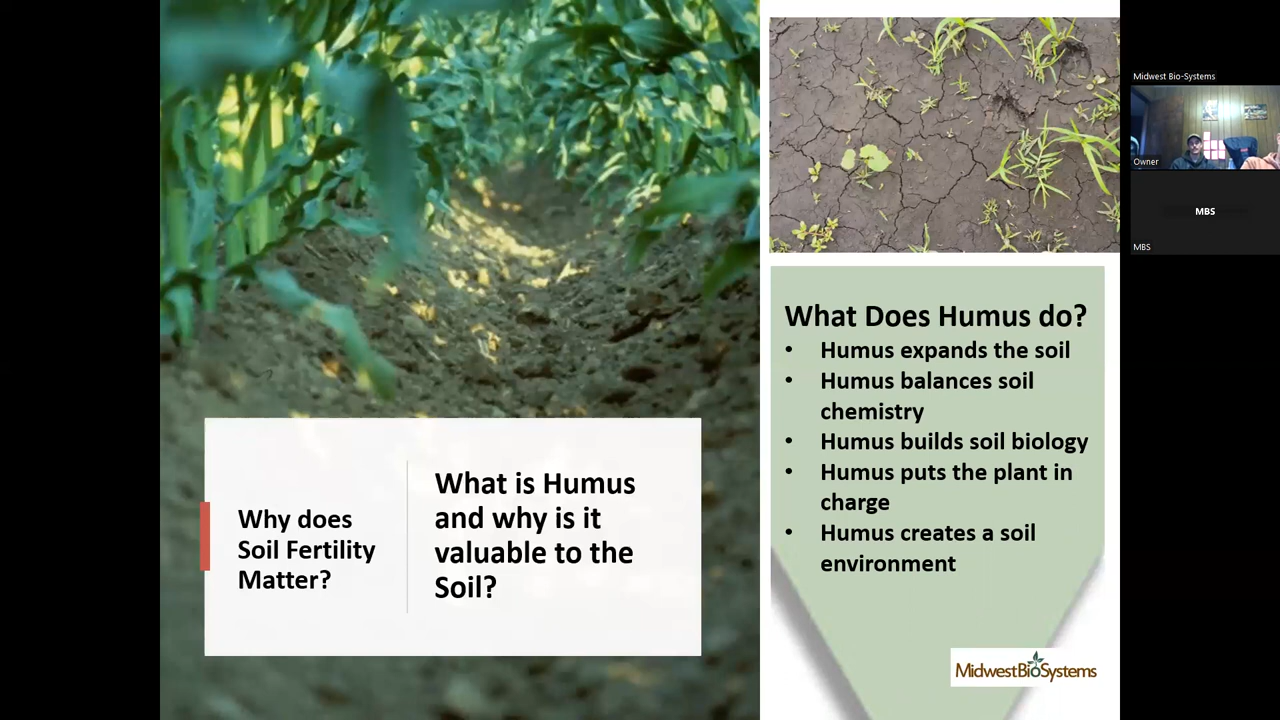 Why does
Soil Fertility
Matter?
What is Humus
and why is it
valuable to the
Soil?
What Does Humus do?
• Humus expands the soil
• Humus balances soil
chemistry
• Humus builds soil biology
• Humus puts the plant in
charge
• Humus creates a soil
environment
MidwestBioSystems
Midwest Bio-Systems
Owner
MBS
MBS